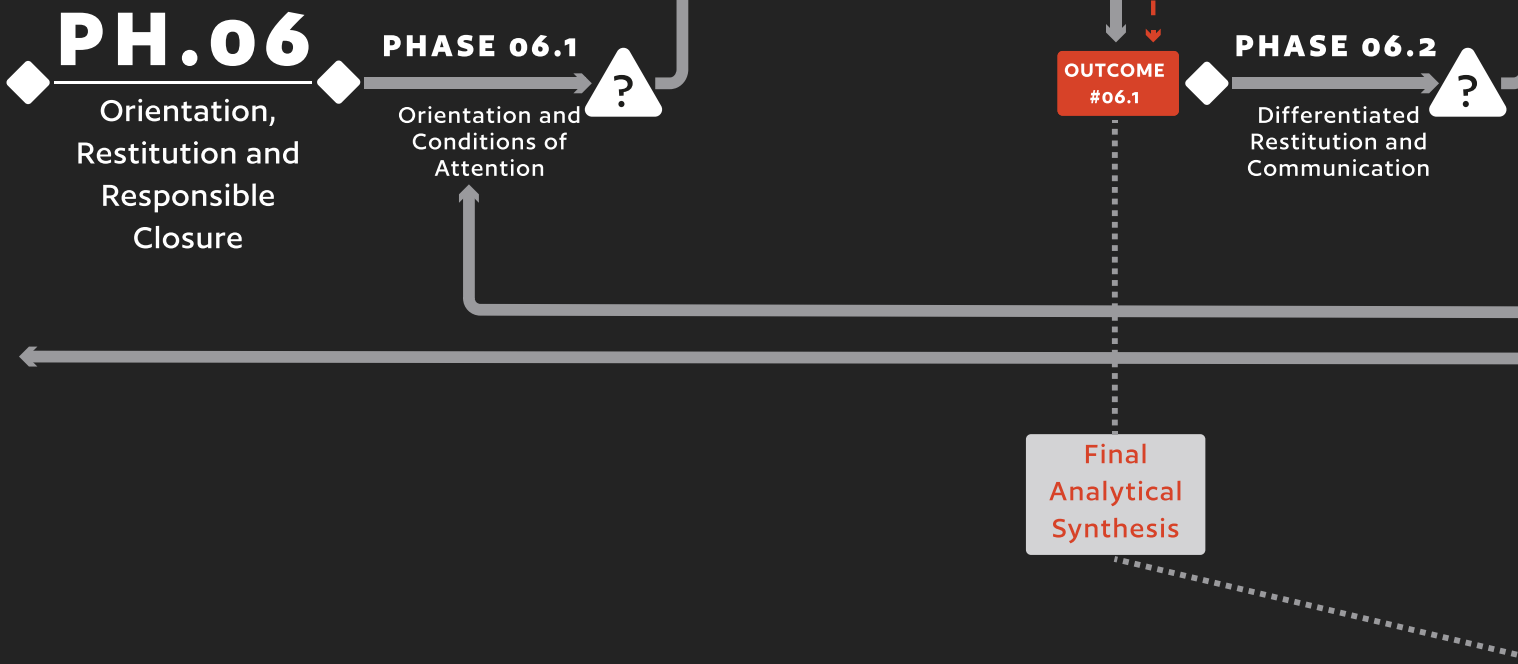 PH.06
Orientation,
Restitution and
Responsible
Closure
PHASE 06.1
?
Orientation and
Conditions of
Attention
OUTCOME
#06.1
PHASE 06.2
?
Differentiated
Restitution and
Communication
Final
Analytical
Synthesis